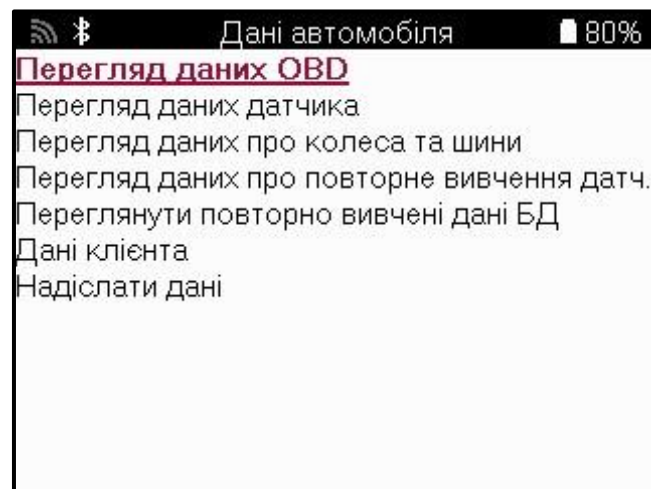 Дані автомобіля 80%
Перегляд даних OBD
Перегляд даних датчика
Перегляд даних про колеса та шини
Перегляд даних про повторне вивчення датч.
Переглянути повторно вивчені дані БД
Дані клієнта
Надіслати дані